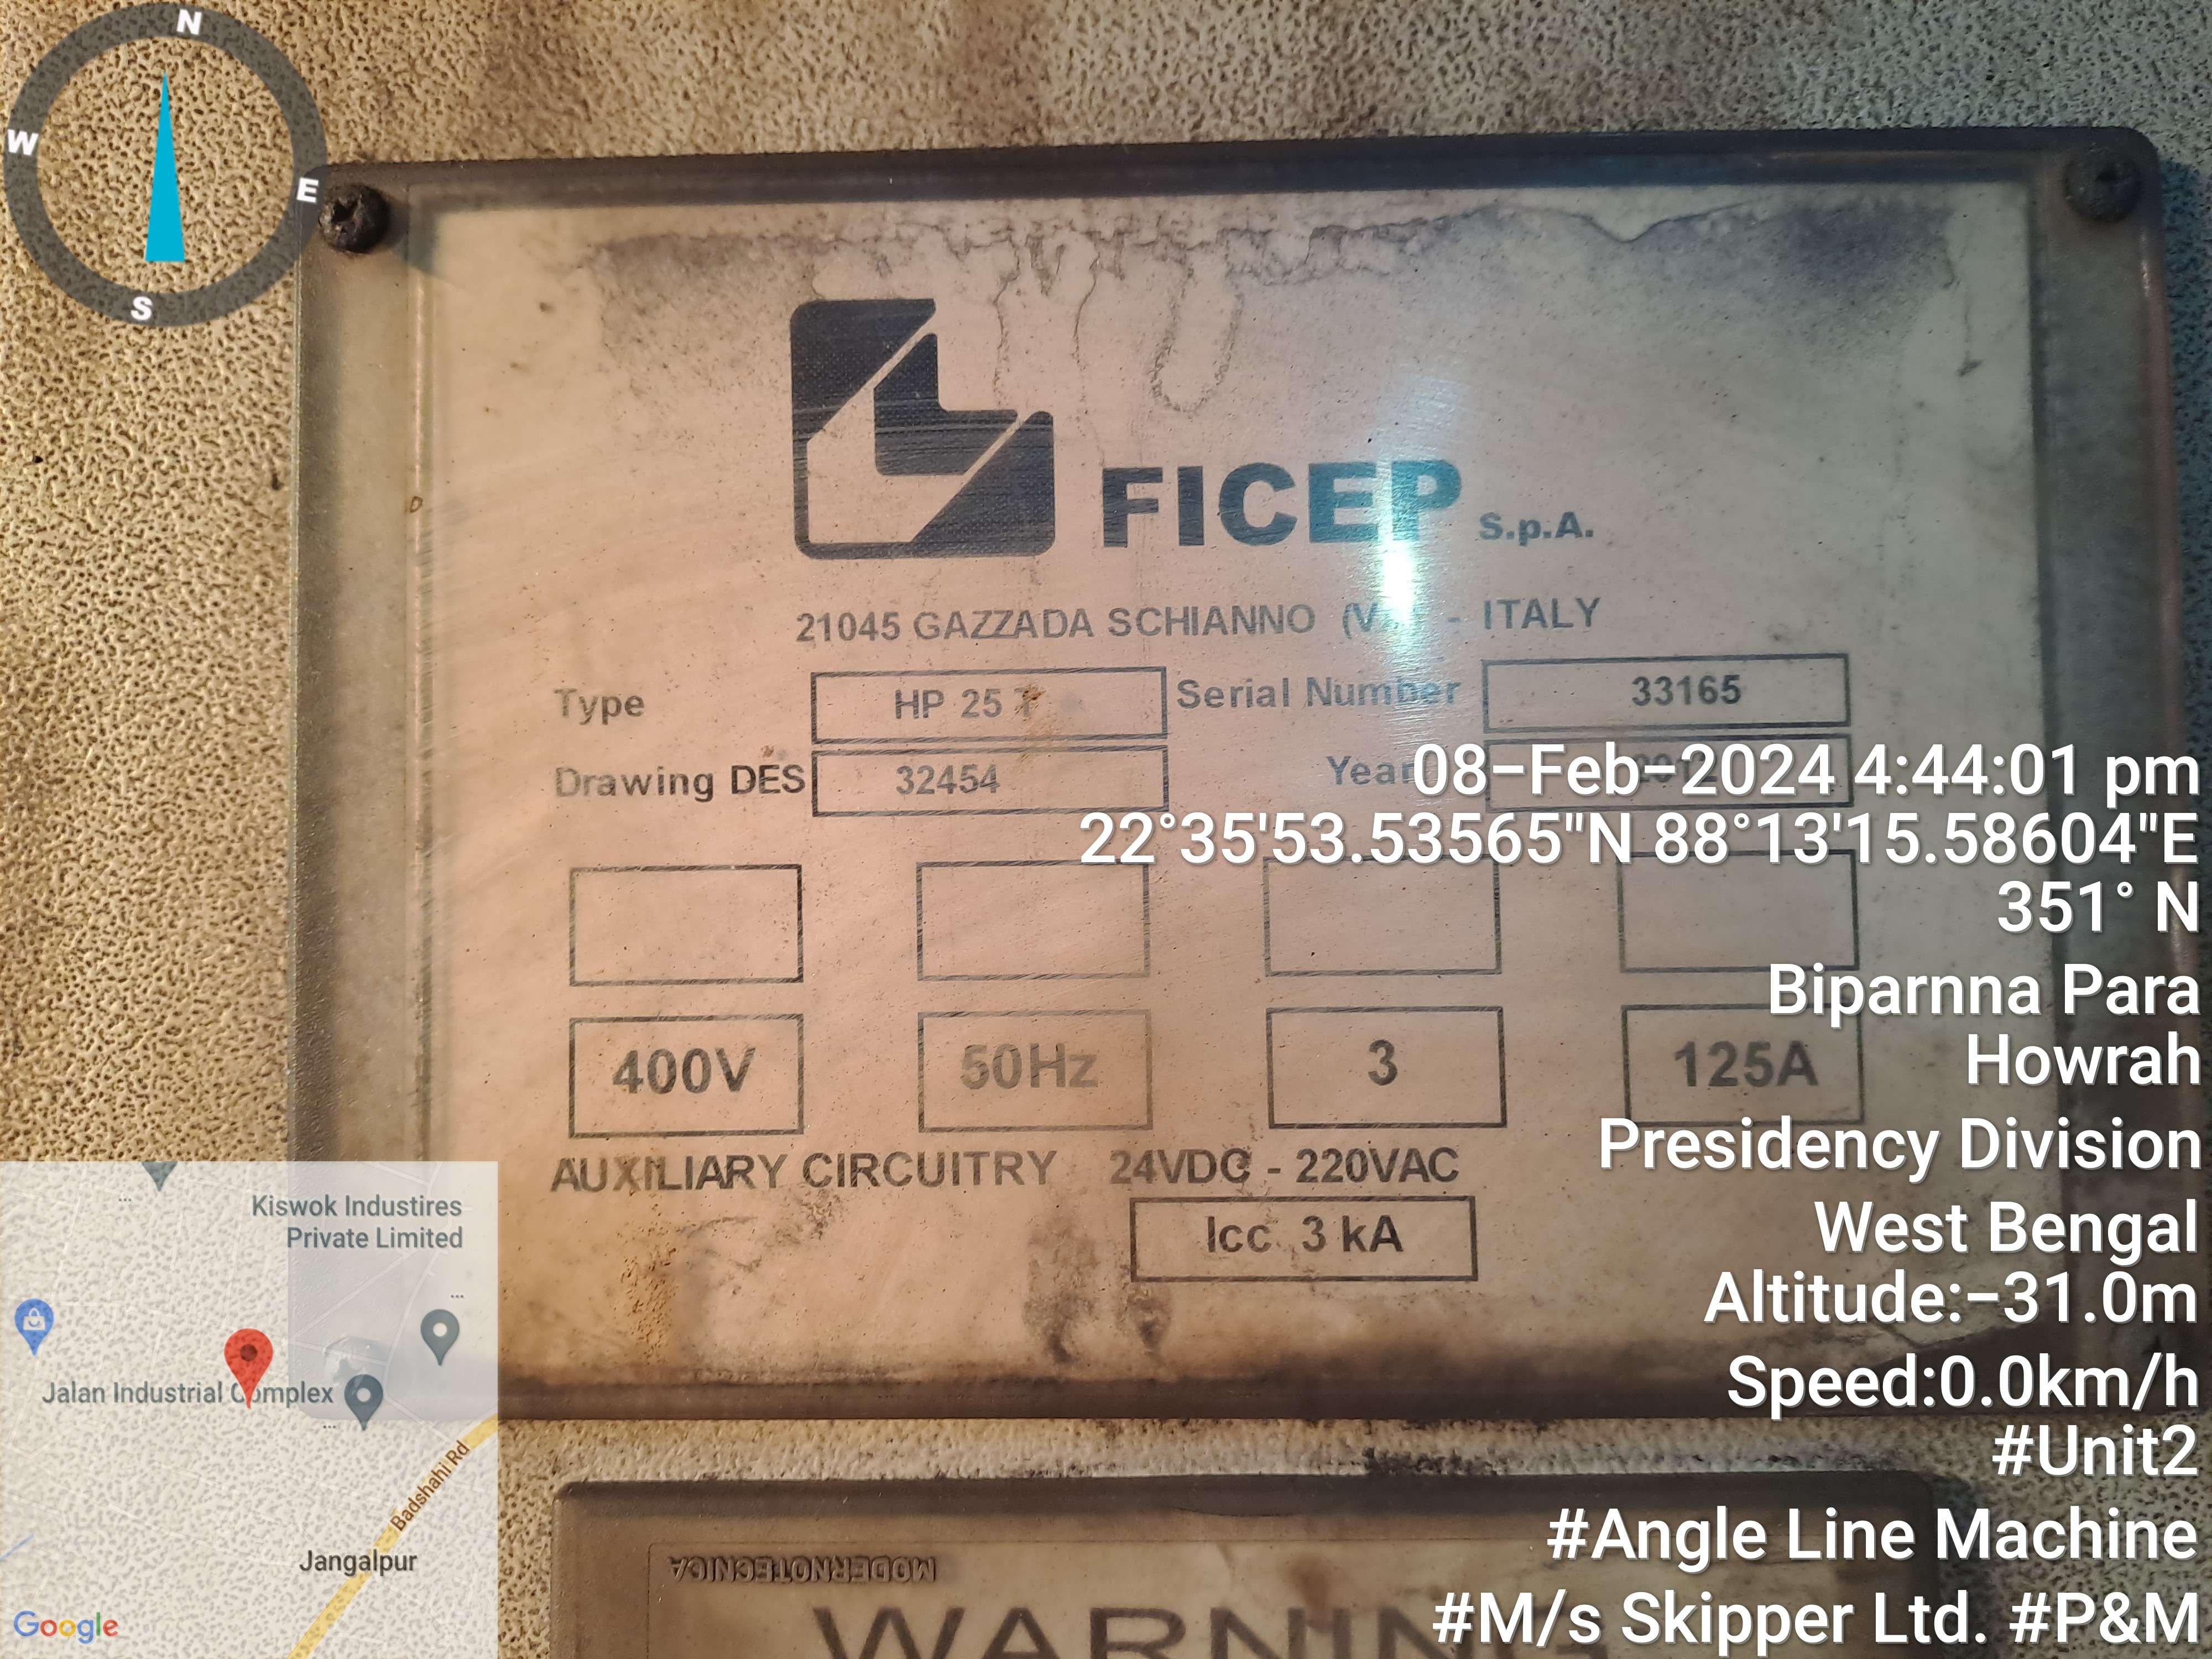 N
W
E
S
FICEP S.p.A.
21045 GAZZADA SCHIANNO - ITALY
Type HP 25 T Serial Number 33165
Drawing DES 32454 Year
08-Feb-2024 4:44:01 pm
22°35'53.53565"N 88°13'15.58604"E
351° N
Biparnna Para
Howrah
400V 50Hz 3 125A
Presidency Division
AUXILIARY CIRCUITRY 24VDC - 220VAC
West Bengal
Icc 3 kA
Altitude:-31.0m
Speed:0.0km/h
#Unit2
#Angle Line Machine
#M/s Skipper Ltd. #P&M
Kiswok Industires
Private Limited
Jalan Industrial Complex
Badshahi Rd
Jangalpur
Google
MODERNOTECNICA
WARNING